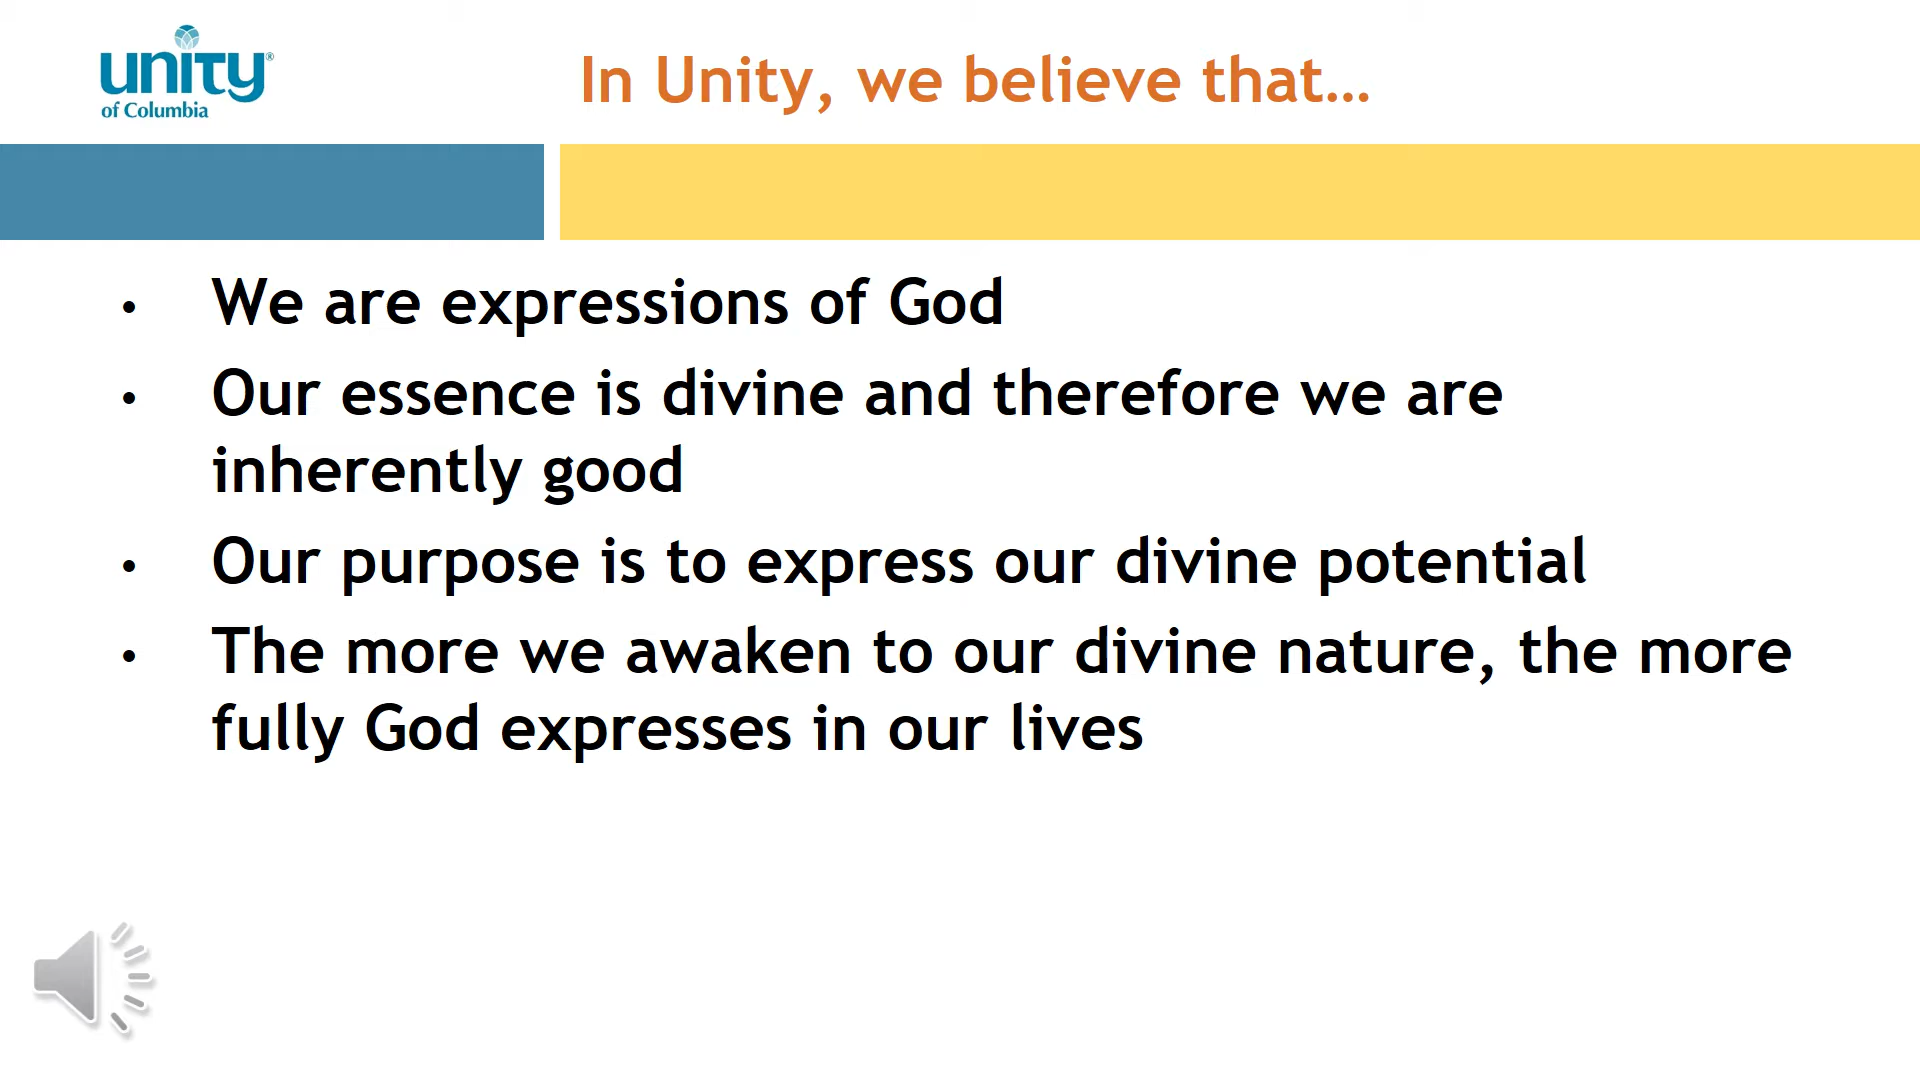 unity®
of Columbia
In Unity, we believe that…
• We are expressions of God
• Our essence is divine and therefore we are
inherently good
• Our purpose is to express our divine potential
• The more we awaken to our divine nature, the more
fully God expresses in our lives